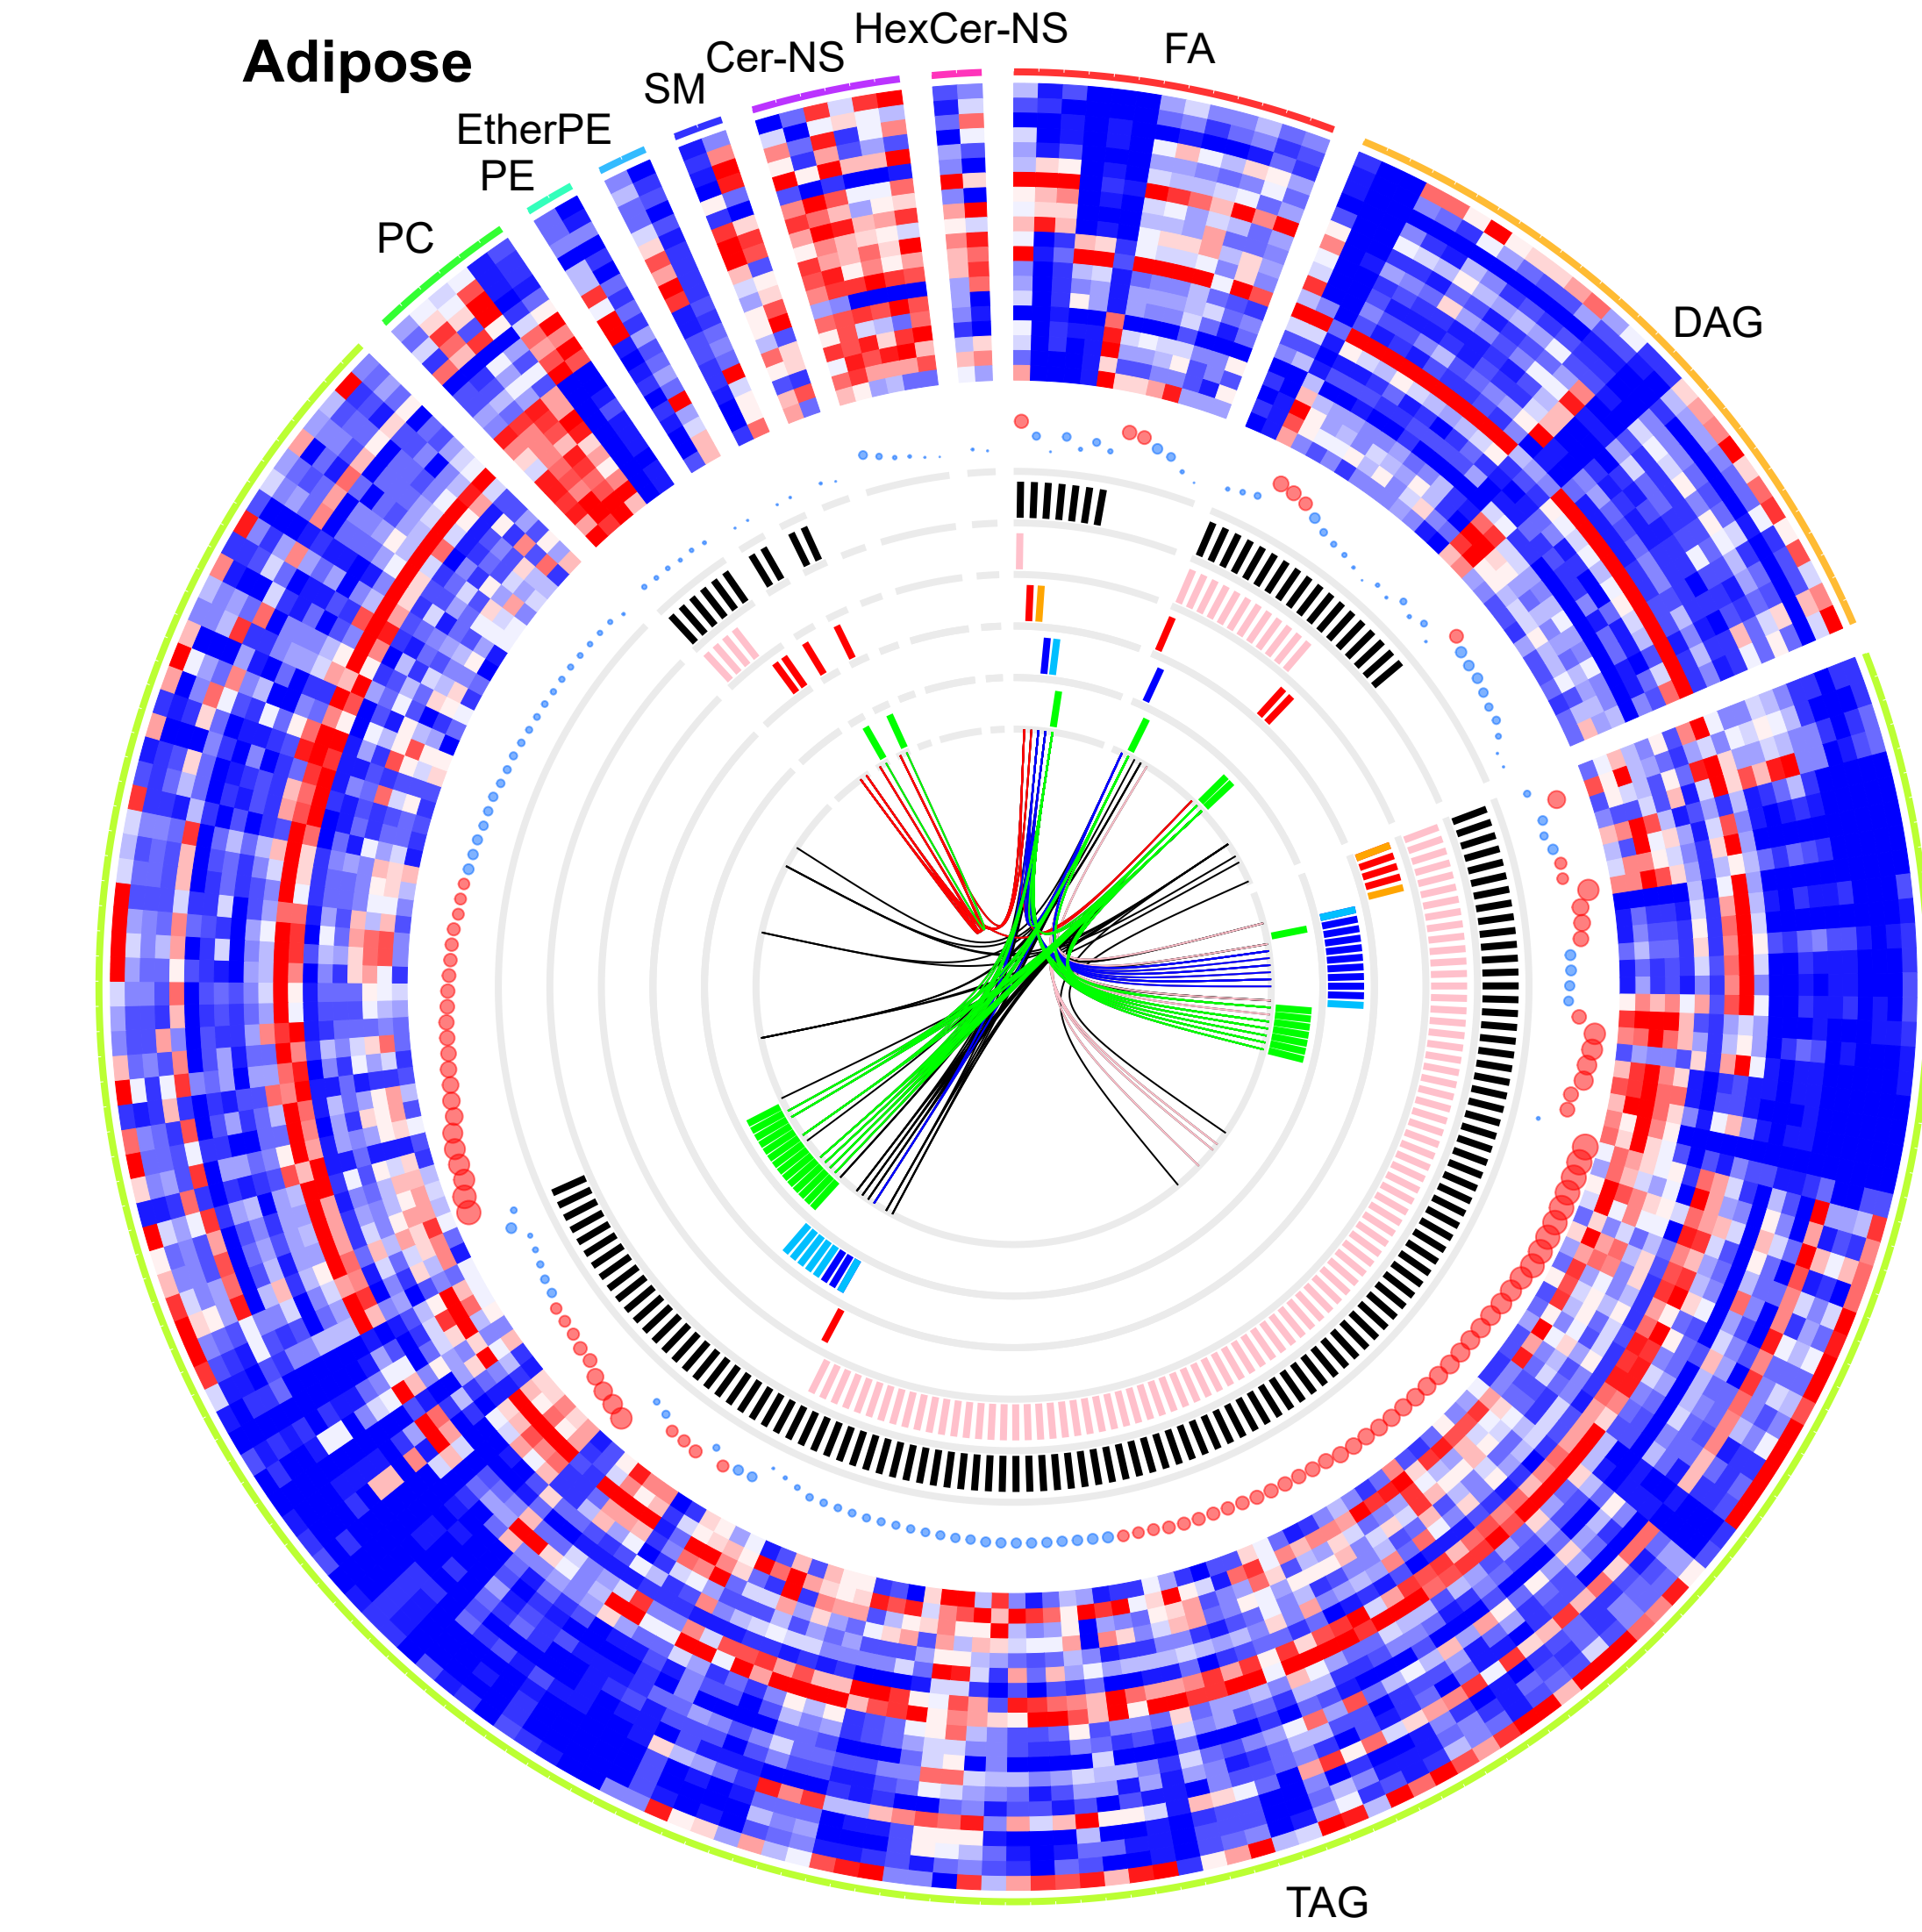 Adipose
HexCer-NS
FA
Cer-NS
SM
EtherPE
PE
PC
DAG
TAG